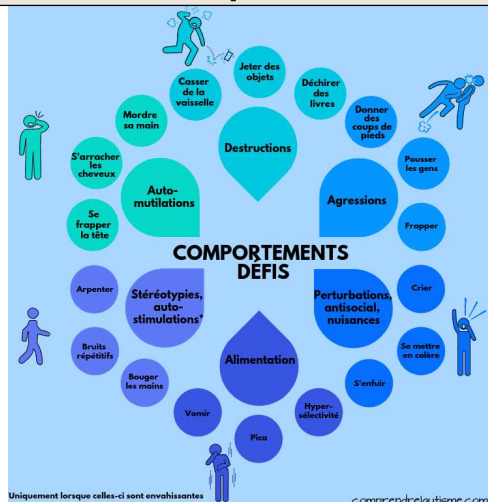 Jeter des
objets
Casser
de la
vaisselle
Déchirer
des
livres
Mordre
sa main
Donner
des
coups de
pieds
Destructions
S'arracher
les
cheveux
Pousser
les gens
Auto-
mutilations
Agressions
Se
frapper
la tête
Frapper
COMPORTEMENTS
DÉFIS
Arpenter
Stéréotypies,
auto-
stimulations*
Perturbations,
antisocial,
nuisances
Crier
Bruits
répétitifs
Alimentation
Se mettre
en colère
Bouger
les mains
S'enfuir
Vomir
Hyper-
sélectivité
Pica
Uniquement lorsque celles-ci sont envahissantes
comprendrelautisme.com